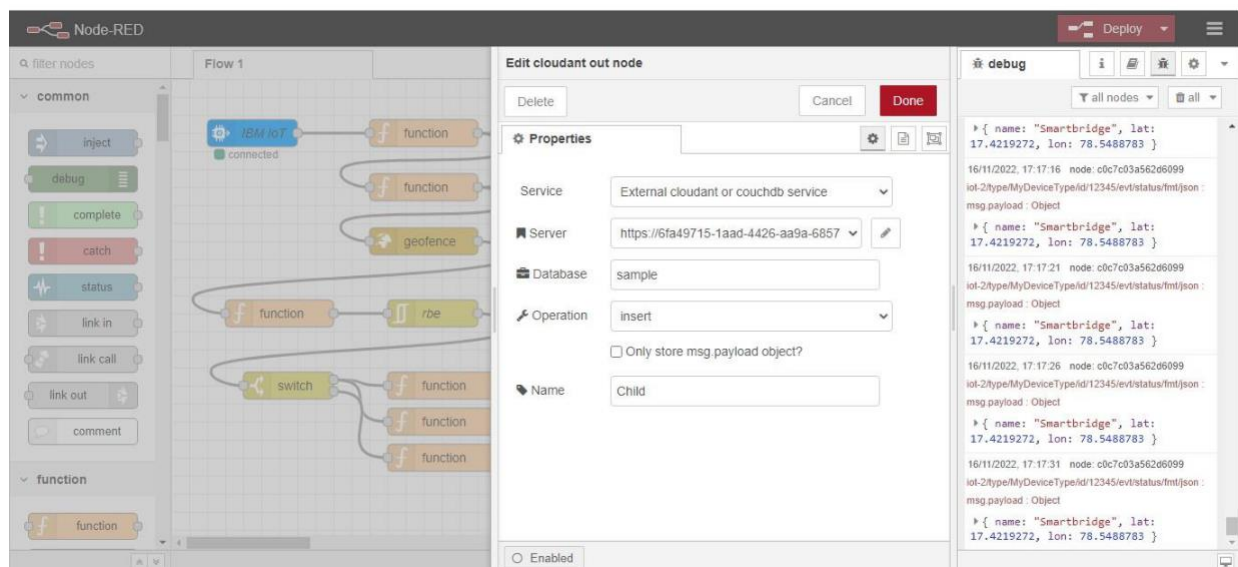 Node-RED
Deploy
filter nodes
common
inject
debug
complete
catch
status
link in
link call
link out
comment
function
function
Flow 1
IBM IoT
connected
function
function
geofence
function
rbe
switch
function
function
function
Edit cloudant out node
Delete
Cancel
Done
Properties
Service
External cloudant or couchdb service
Server
https://6fa49715-1aad-4426-aa9a-6857
Database
sample
Operation
insert
Only store msg.payload object?
Name
Child
Enabled
debug
i
all nodes
all
{ name: "Smartbridge", lat:
17.4219272, lon: 78.5488783 }
16/11/2022, 17:17:16 node: c0c7c03a562d6099
iot-2/type/MyDeviceType/id/12345/evt/status/fmt/json :
msg.payload : Object
{ name: "Smartbridge", lat:
17.4219272, lon: 78.5488783 }
16/11/2022, 17:17:21 node: c0c7c03a562d6099
iot-2/type/MyDeviceType/id/12345/evt/status/fmt/json :
msg.payload : Object
{ name: "Smartbridge", lat:
17.4219272, lon: 78.5488783 }
16/11/2022, 17:17:26 node: c0c7c03a562d6099
iot-2/type/MyDeviceType/id/12345/evt/status/fmt/json :
msg.payload : Object
{ name: "Smartbridge", lat:
17.4219272, lon: 78.5488783 }
16/11/2022, 17:17:31 node: c0c7c03a562d6099
iot-2/type/MyDeviceType/id/12345/evt/status/fmt/json :
msg.payload : Object
{ name: "Smartbridge", lat:
17.4219272, lon: 78.5488783 }